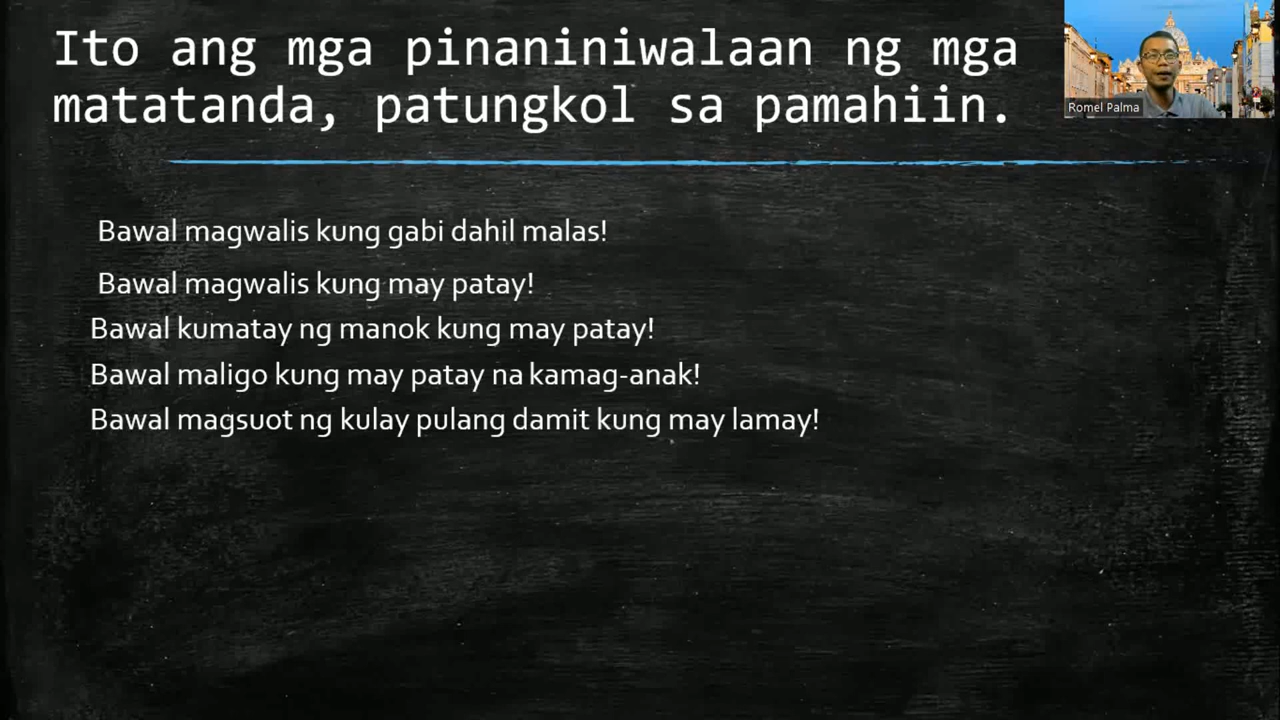 Ito ang mga pinaniniwalaan ng mga
matatanda, patungkol sa pamahiin.
Romel Palma
Bawal magwalis kung gabi dahil malas!
Bawal magwalis kung may patay!
Bawal kumatay ng manok kung may patay!
Bawal maligo kung may patay na kamag-anak!
Bawal magsuot ng kulay pulang damit kung may lamay!